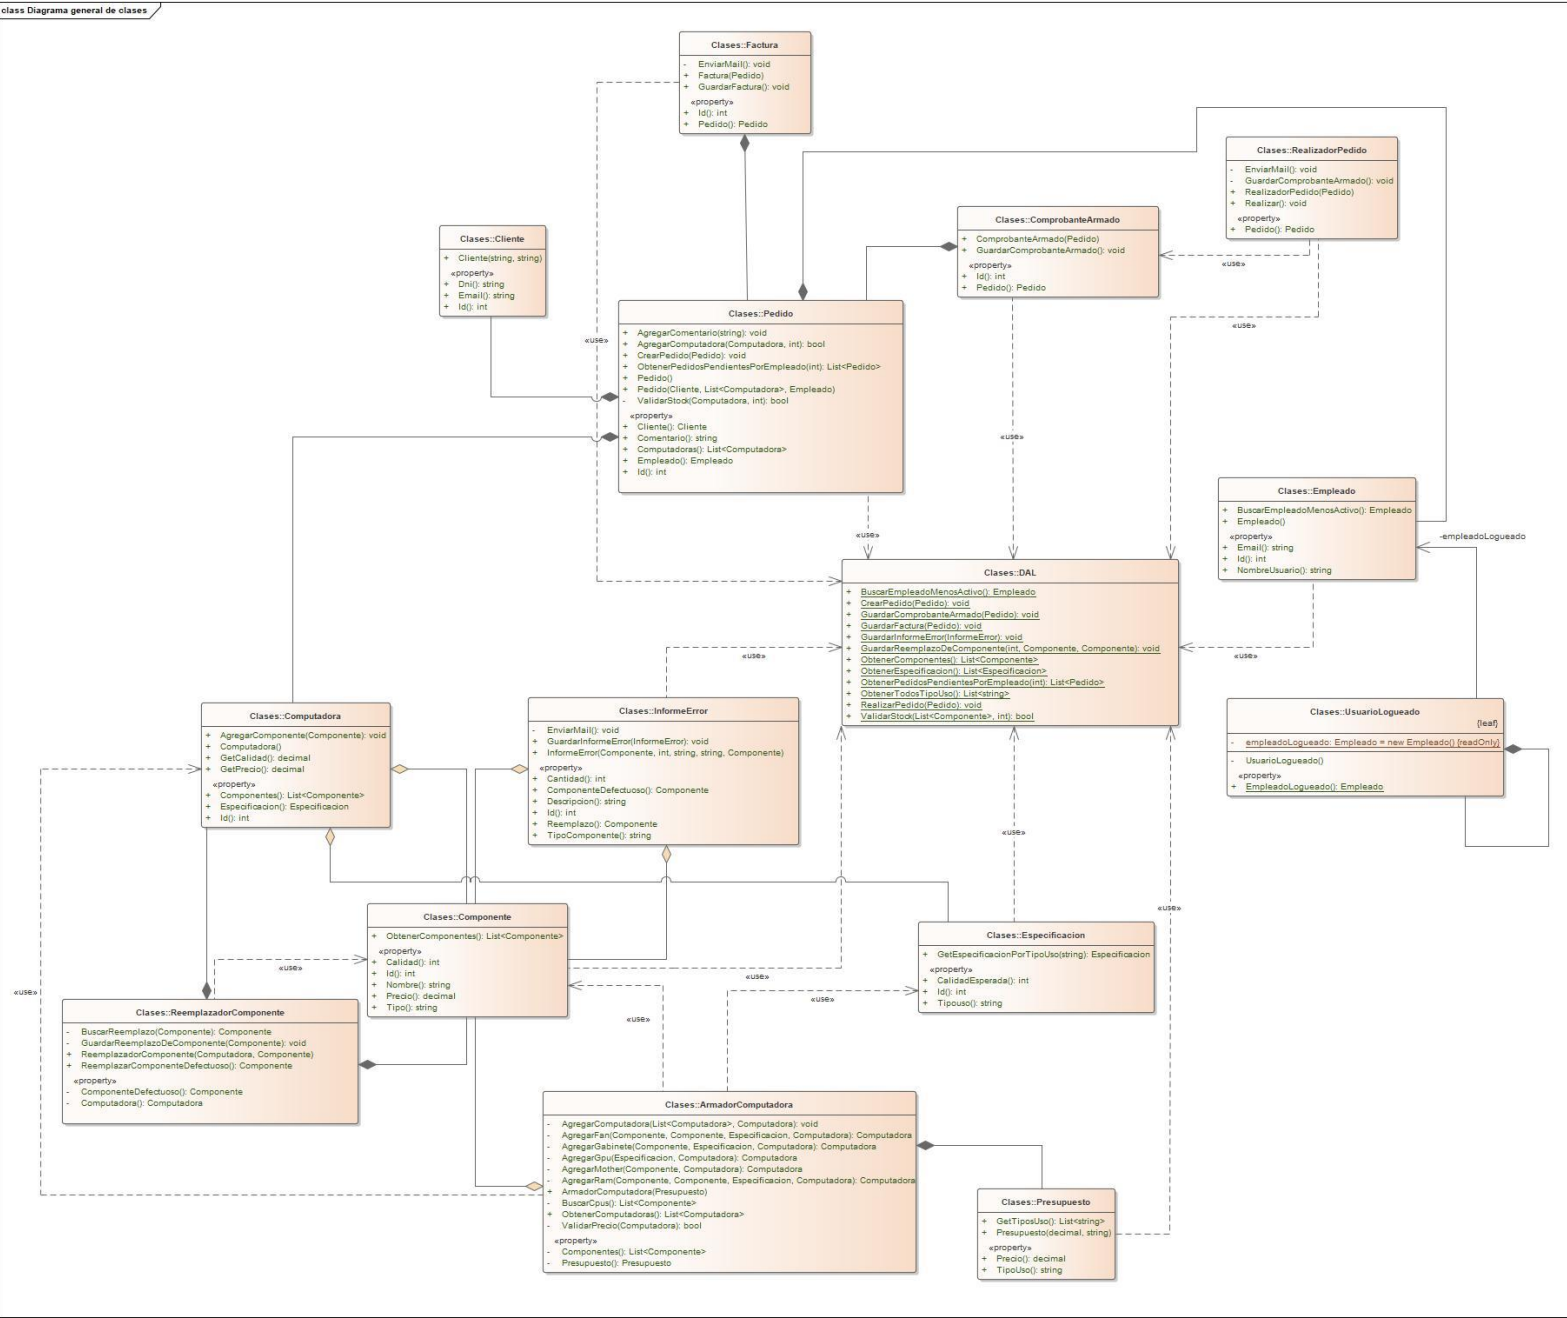 class Diagrama general de clases
Clases::Factura
- EnviarMail(): void
+ Factura(Pedido)
+ GuardarFactura(): void
«property»
+ Id(): int
+ Pedido(): Pedido
Clases::RealizadorPedido
- EnviarMail(): void
- GuardarComprobanteArmado(): void
+ RealizadorPedido(Pedido)
+ Realizar(): void
«property»
+ Pedido(): Pedido
Clases::ComprobanteArmado
+ ComprobanteArmado(Pedido)
+ GuardarComprobanteArmado(): void
«property»
+ Id(): int
+ Pedido(): Pedido
Clases::Cliente
+ Cliente(string, string)
«property»
+ Dni(): string
+ Email(): string
+ Id(): int
«use»
«use»
«use»
Clases::Pedido
+ AgregarComentario(string): void
+ AgregarComputadora(Computadora, int): bool
+ CrearPedido(Pedido): void
+ ObtenerPedidosPendientesPorEmpleado(int): List<Pedido>
+ Pedido()
+ Pedido(Cliente, List<Computadora>, Empleado)
- ValidarStock(Computadora, int): bool
«property»
+ Cliente(): Cliente
+ Comentario(): string
+ Computadoras(): List<Computadora>
+ Empleado(): Empleado
+ Id(): int
«use»
«use»
Clases::Empleado
+ BuscarEmpleadoMenosActivo(): Empleado
+ Empleado()
«property»
+ Email(): string
+ Id(): int
+ NombreUsuario(): string
-empleadoLogueado
Clases::DAL
+ BuscarEmpleadoMenosActivo(): Empleado
+ CrearPedido(Pedido): void
+ GuardarComprobanteArmado(Pedido): void
+ GuardarFactura(Pedido): void
+ GuardarInformeError(InformeError): void
+ GuardarReemplazoDeComponente(int, Componente, Componente): void
+ ObtenerComponentes(): List<Componente>
+ ObtenerEspecificacion(): List<Especificacion>
+ ObtenerPedidosPendientesPorEmpleado(int): List<Pedido>
+ ObtenerTodosTipoUso(): List<string>
+ RealizarPedido(Pedido): void
+ ValidarStock(List<Componente>, int): bool
«use»
«use»
Clases::Computadora
+ AgregarComponente(Componente): void
+ Computadora()
+ GetCalidad(): decimal
+ GetPrecio(): decimal
«property»
+ Componentes(): List<Componente>
+ Especificacion(): Especificacion
+ Id(): int
Clases::InformeError
- EnviarMail(): void
+ GuardarInformeError(InformeError): void
+ InformeError(Componente, int, string, string, Componente)
«property»
+ Cantidad(): int
+ ComponenteDefectuoso(): Componente
+ Descripcion(): string
+ Id(): int
+ Reemplazo(): Componente
+ TipoComponente(): string
Clases::UsuarioLogueado
{leaf}
- empleadoLogueado: Empleado = new Empleado() {readOnly}
- UsuarioLogueado()
«property»
+ EmpleadoLogueado(): Empleado
«use»
«use»
Clases::Componente
+ ObtenerComponentes(): List<Componente>
«property»
+ Calidad(): int
+ Id(): int
+ Nombre(): string
+ Precio(): decimal
+ Tipo(): string
Clases::Especificacion
+ GetEspecificacionPorTipoUso(string): Especificacion
«property»
+ CalidadEsperada(): int
+ Id(): int
+ Tipouso(): string
«use»
«use»
«use»
«use»
«use»
Clases::ReemplazadorComponente
- BuscarReemplazo(Componente): Componente
- GuardarReemplazoDeComponente(Componente): void
+ ReemplazadorComponente(Computadora, Componente)
+ ReemplazarComponenteDefectuoso(): Componente
«property»
- ComponenteDefectuoso(): Componente
- Computadora(): Computadora
Clases::ArmadorComputadora
- AgregarComputadora(List<Computadora>, Computadora): void
- AgregarFan(Componente, Componente, Especificacion, Computadora): Computadora
- AgregarGabinete(Componente, Especificacion, Computadora): Computadora
- AgregarGpu(Especificacion, Computadora): Computadora
- AgregarMother(Componente, Computadora): Computadora
- AgregarRam(Componente, Componente, Especificacion, Computadora): Computadora
+ ArmadorComputadora(Presupuesto)
- BuscarCpus(): List<Componente>
+ ObtenerComputadoras(): List<Computadora>
- ValidarPrecio(Computadora): bool
«property»
- Componentes(): List<Componente>
- Presupuesto(): Presupuesto
Clases::Presupuesto
+ GetTiposUso(): List<string>
+ Presupuesto(decimal, string)
«property»
+ Precio(): decimal
+ TipoUso(): string